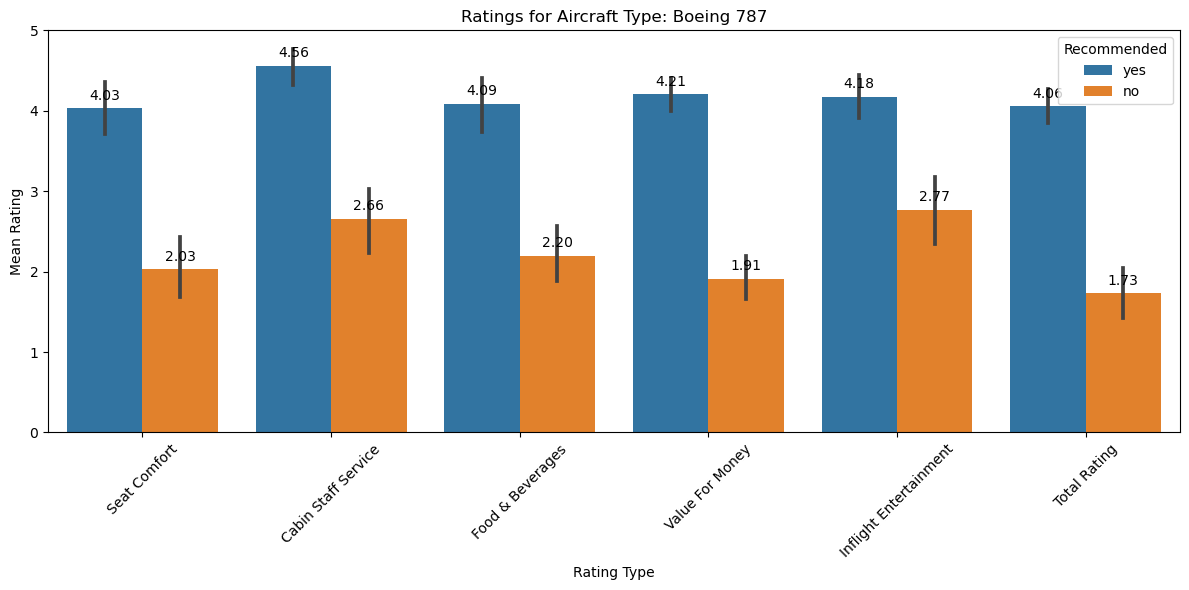 Ratings for Aircraft Type: Boeing 787
Mean Rating
5
4
3
2
1
0
4.03
2.03
4.56
2.66
4.09
2.20
4.21
1.91
4.18
2.77
4.06
1.73
Recommended
yes
no
Seat Comfort
Cabin Staff Service
Food & Beverages
Value For Money
Inflight Entertainment
Total Rating
Rating Type